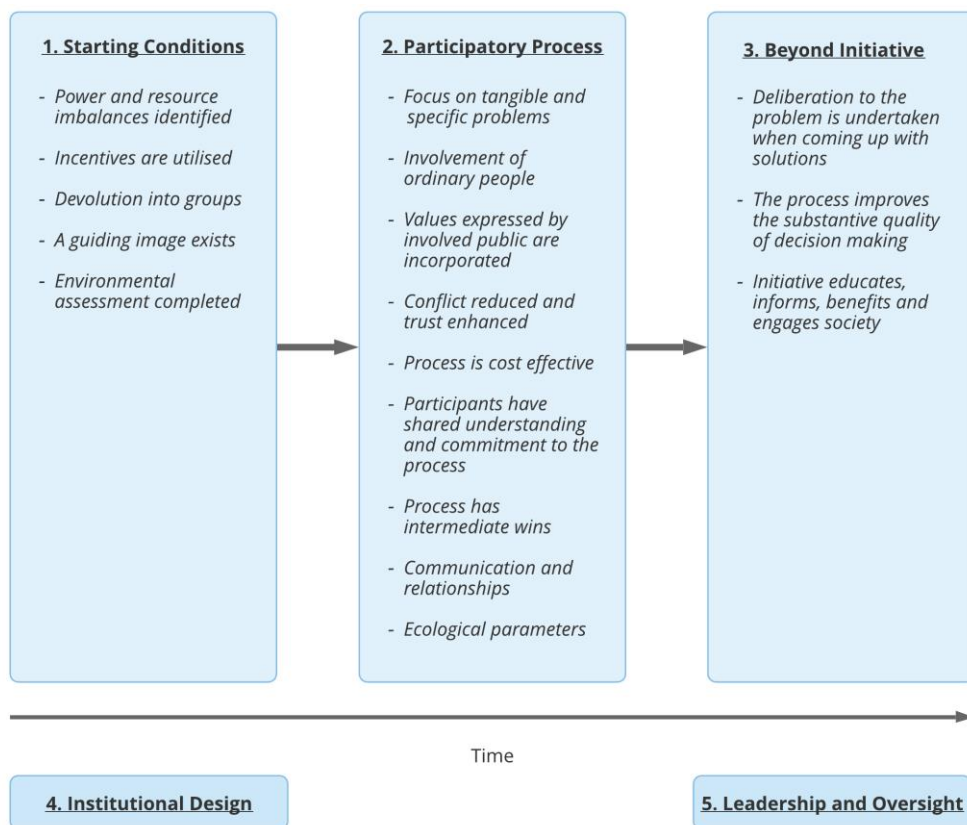 1. Starting Conditions
- Power and resource
imbalances identified
- Incentives are utilised
- Devolution into groups
- A guiding image exists
- Environmental
assessment completed
2. Participatory Process
- Focus on tangible and
specific problems
- Involvement of
ordinary people
- Values expressed by
involved public are
incorporated
- Conflict reduced and
trust enhanced
- Process is cost effective
- Participants have
shared understanding
and commitment to the
process
- Process has
intermediate wins
- Communication and
relationships
- Ecological parameters
3. Beyond Initiative
- Deliberation to the
problem is undertaken
when coming up with
solutions
- The process improves
the substantive quality
of decision making
- Initiative educates,
informs, benefits and
engages society
Time
4. Institutional Design
5. Leadership and Oversight